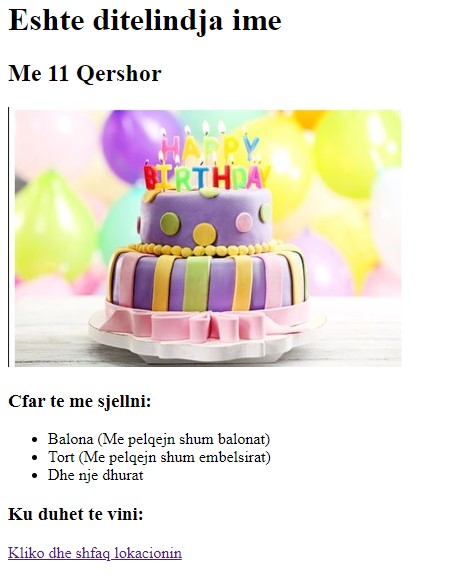 Eshte ditelindja ime
Me 11 Qershor
HAPPY
BIRTHDAY
Cfar te me sjellni:
Balona (Me pelqejn shum balonat)
Tort (Me pelqejn shum embelsirat)
Dhe nje dhurat
Ku duhet te vini:
Kliko dhe shfaq lokacionin